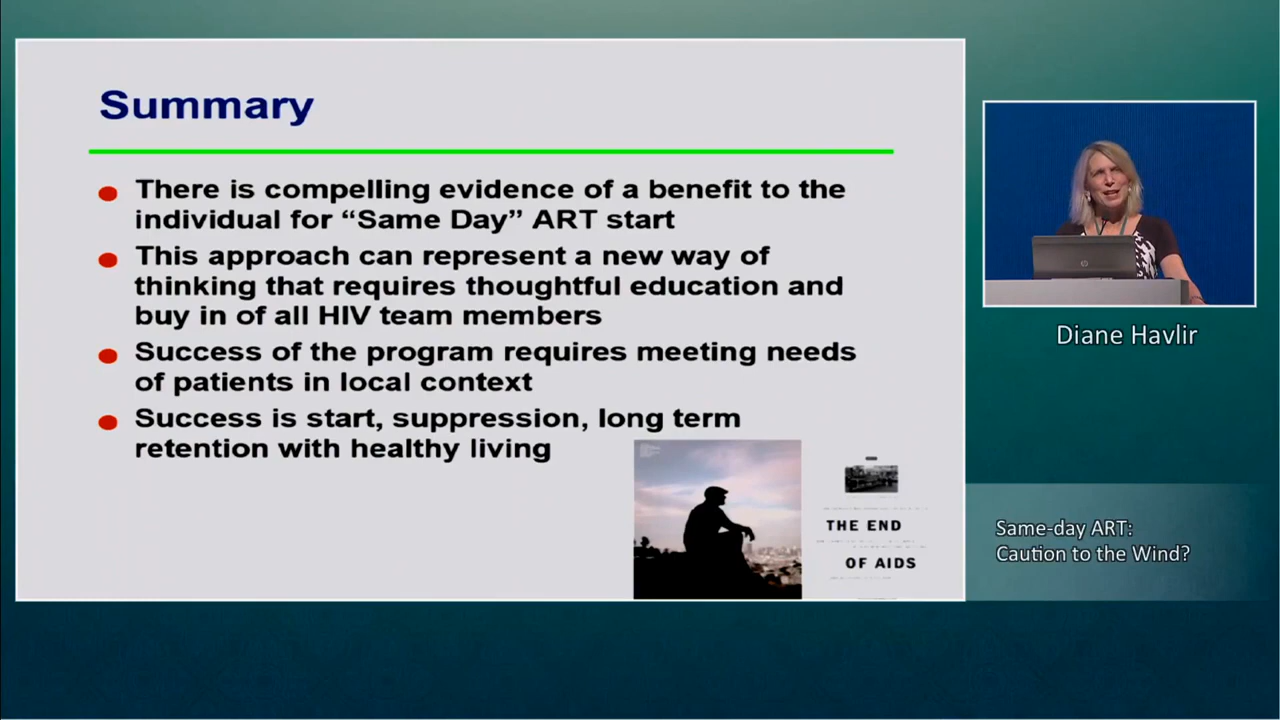 Summary
There is compelling evidence of a benefit to the
individual for “Same Day” ART start
This approach can represent a new way of
thinking that requires thoughtful education and
buy in of all HIV team members
Success of the program requires meeting needs
of patients in local context
Success is start, suppression, long term
retention with healthy living
THE END
OF AIDS
Diane Havlir
Same-day ART:
Caution to the Wind?